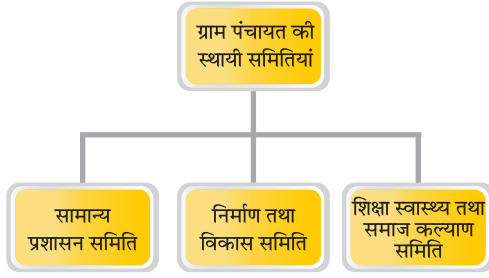 ग्राम पंचायत की
स्थायी समितियां
सामान्य
प्रशासन समिति
निर्माण तथा
विकास समिति
शिक्षा स्वास्थ्य तथा
समाज कल्याण
समिति